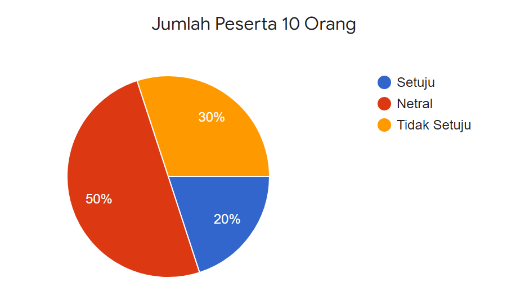 Jumlah Peserta 10 Orang
Setuju
Netral
Tidak Setuju
30%
50%
20%